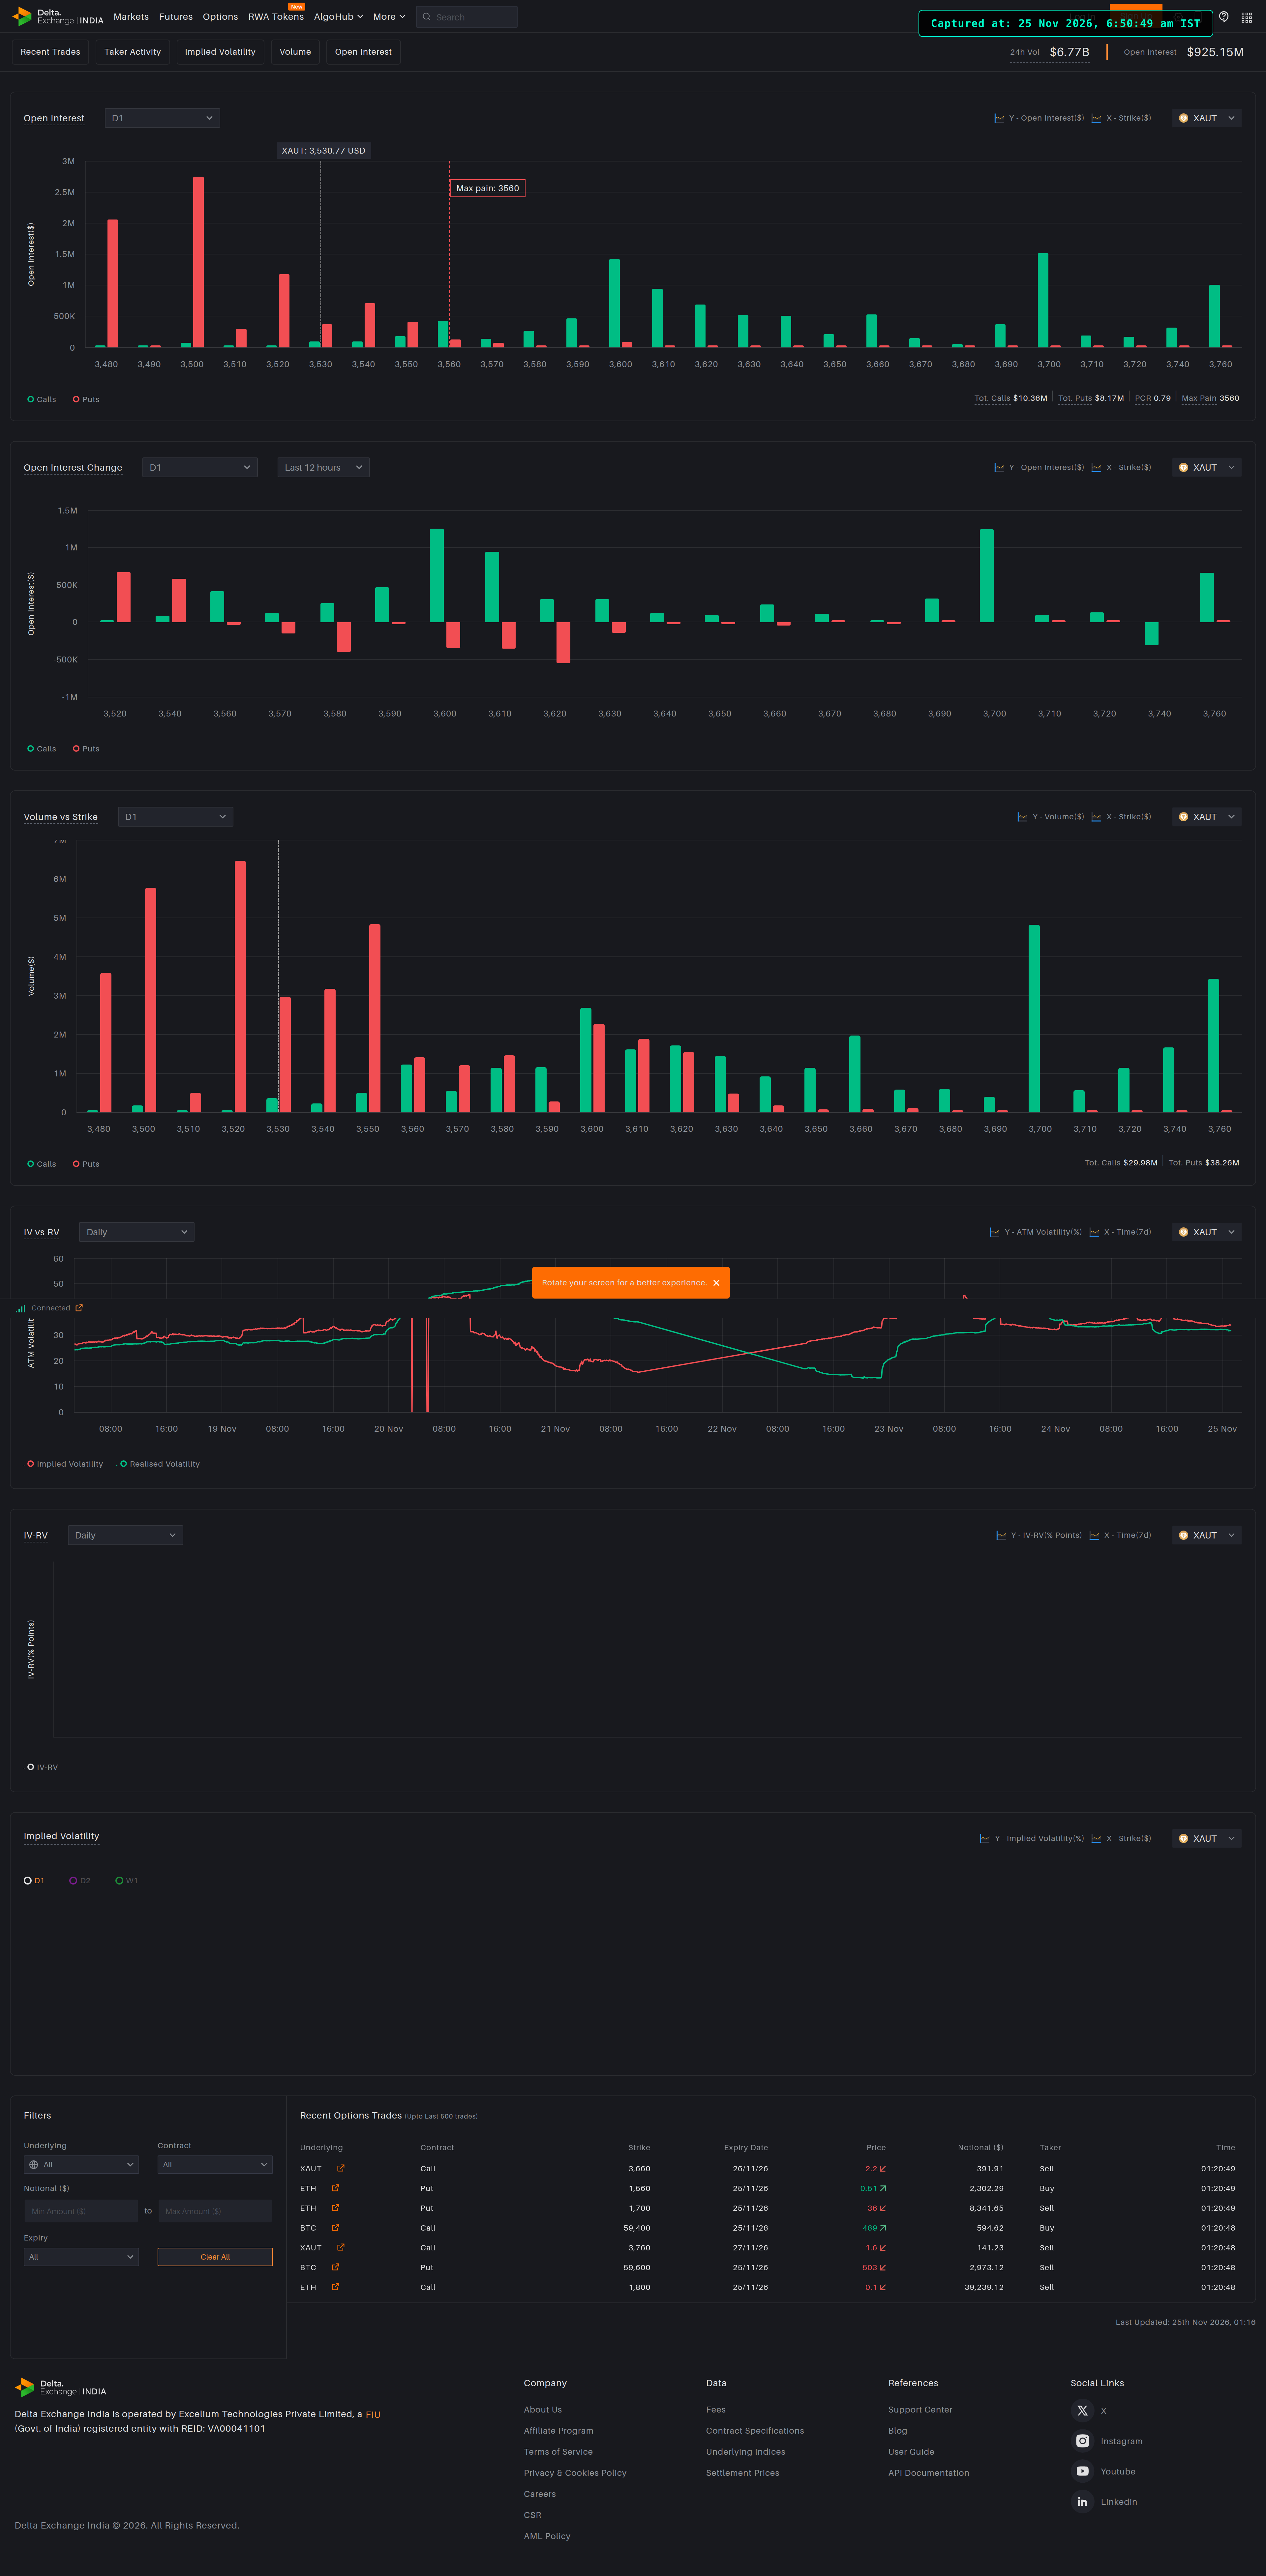 Delta.
Exchange | INDIA
Markets
Futures
Options
RWA Tokens
New
AlgoHub
More
Search
Captured at: 25 Nov 2026, 6:50:49 am IST
Recent Trades
Taker Activity
Implied Volatility
Volume
Open Interest
24h Vol $6.77B
Open Interest $925.15M
Open Interest
D1
Y - Open Interest($) X - Strike($)
XAUT
XAUT: 3,530.77 USD
Max pain: 3560
Open Interest($)
3M
2.5M
2M
1.5M
1M
500K
0
3,480 3,490 3,500 3,510 3,520 3,530 3,540 3,550 3,560 3,570 3,580 3,590 3,600 3,610 3,620 3,630 3,640 3,650 3,660 3,670 3,680 3,690 3,700 3,710 3,720 3,740 3,760
Calls Puts
Tot. Calls $10.36M Tot. Puts $8.17M PCR 0.79 Max Pain 3560
Open Interest Change
D1
Last 12 hours
Y - Open Interest($) X - Strike($)
XAUT
Open Interest($)
1.5M
1M
500K
0
-500K
-1M
3,520 3,540 3,560 3,570 3,580 3,590 3,600 3,610 3,620 3,630 3,640 3,650 3,660 3,670 3,680 3,690 3,700 3,710 3,720 3,740 3,760
Calls Puts
Volume vs Strike
D1
Y - Volume($) X - Strike($)
XAUT
Volume($)
7M
6M
5M
4M
3M
2M
1M
0
3,480 3,500 3,510 3,520 3,530 3,540 3,550 3,560 3,570 3,580 3,590 3,600 3,610 3,620 3,630 3,640 3,650 3,660 3,670 3,680 3,690 3,700 3,710 3,720 3,740 3,760
Calls Puts
Tot. Calls $29.98M Tot. Puts $38.26M
IV vs RV
Daily
Y - ATM Volatility(%) X - Time(7d)
XAUT
60
50
Rotate your screen for a better experience.
Connected
ATM Volatilit
30
20
10
0
08:00 16:00 19 Nov 08:00 16:00 20 Nov 08:00 16:00 21 Nov 08:00 16:00 22 Nov 08:00 16:00 23 Nov 08:00 16:00 24 Nov 08:00 16:00 25 Nov
Implied Volatility Realised Volatility
IV-RV
Daily
Y - IV-RV(% Points) X - Time(7d)
XAUT
IV-RV(% Points)
IV-RV
Implied Volatility
Y - Implied Volatility(%) X - Strike($)
XAUT
D1 D2 W1
Filters
Underlying
Contract
All
All
Notional ($)
Min Amount ($) to Max Amount ($)
Expiry
All
Clear All
Recent Options Trades (Upto Last 500 trades)
Underlying Contract Strike Expiry Date Price Notional ($) Taker Time
XAUT Call 3,660 26/11/26 2.2 391.91 Sell 01:20:49
ETH Put 1,560 25/11/26 0.51 2,302.29 Buy 01:20:49
ETH Put 1,700 25/11/26 36 8,341.65 Sell 01:20:49
BTC Call 59,400 25/11/26 469 594.62 Buy 01:20:48
XAUT Call 3,760 27/11/26 1.6 141.23 Sell 01:20:48
BTC Put 59,600 25/11/26 503 2,973.12 Sell 01:20:48
ETH Call 1,800 25/11/26 0.1 39,239.12 Sell 01:20:48
Last Updated: 25th Nov 2026, 01:16
Delta.
Exchange | INDIA
Delta Exchange India is operated by Excelium Technologies Private Limited, a FIU
(Govt. of India) registered entity with REID: VA00041101
Delta Exchange India © 2026. All Rights Reserved.
Company
About Us
Affiliate Program
Terms of Service
Privacy & Cookies Policy
Careers
CSR
AML Policy
Data
Fees
Contract Specifications
Underlying Indices
Settlement Prices
References
Support Center
Blog
User Guide
API Documentation
Social Links
X
Instagram
Youtube
Linkedin